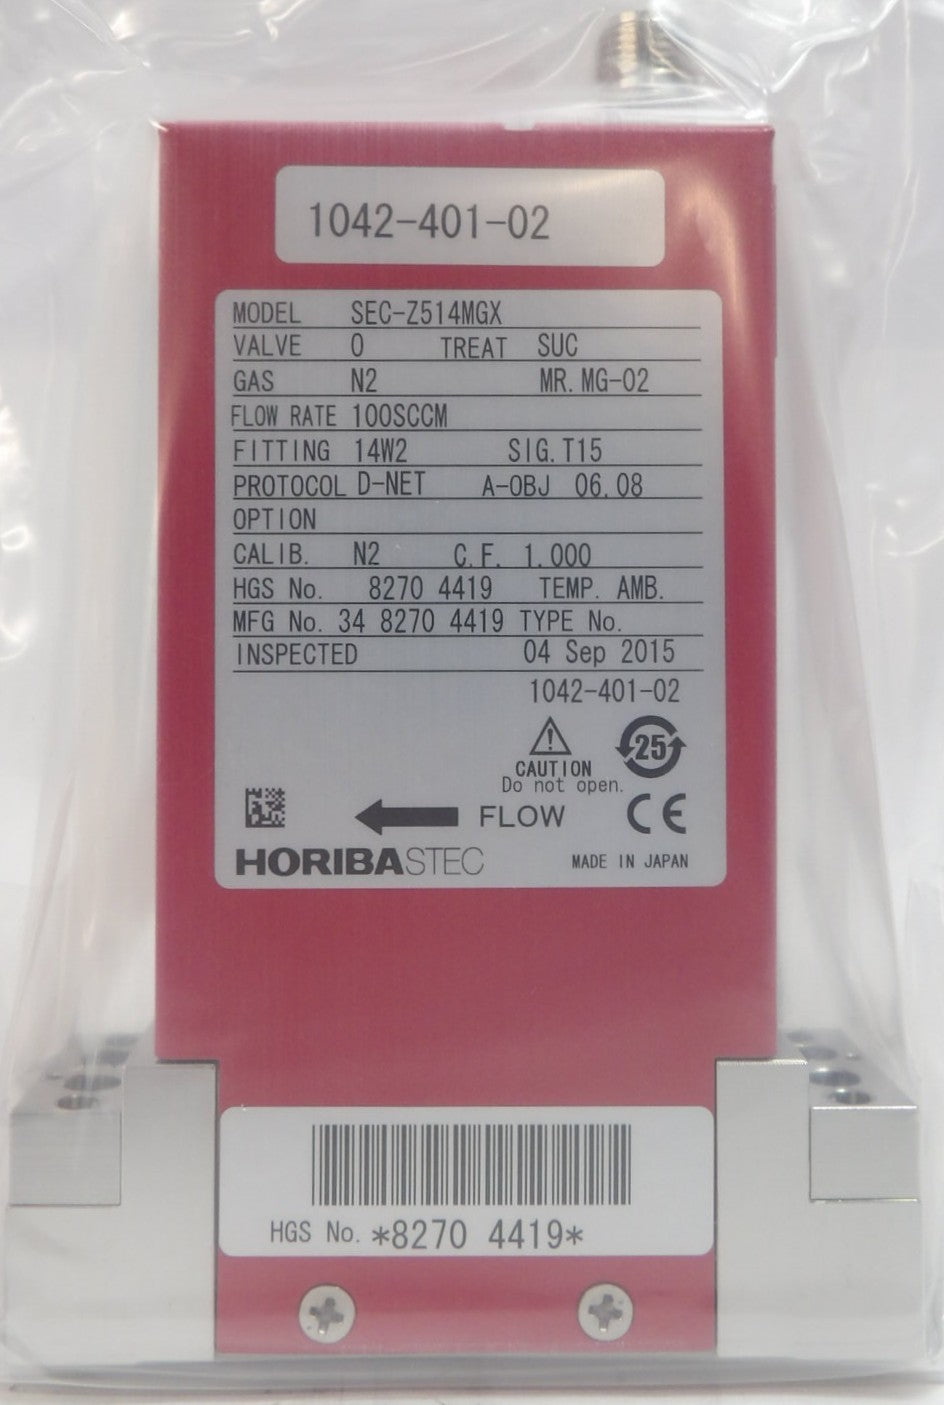 1042-401-02
MODEL SEC-Z514MGX
VALVE O TREAT SUC
GAS N2 MR.MG-02
FLOW RATE 100SCCM
FITTING 14W2 SIG.T15
PROTOCOL D-NET A-OBJ 06.08
OPTION
CALIB. N2 C.F. 1.000
HGS No. 8270 4419 TEMP. AMB.
MFG No. 34 8270 4419 TYPE No.
INSPECTED 04 Sep 2015
1042-401-02
25
CAUTION
Do not open.
FLOW CE
HORIBASTEC MADE IN JAPAN
HGS No. *8270 4419*